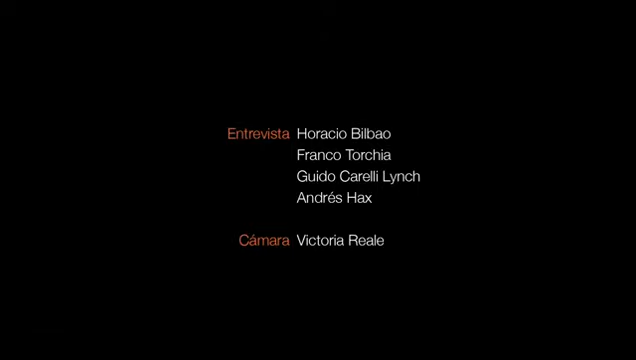 Entrevista Horacio Bilbao
Franco Torchia
Guido Carelli Lynch
Andrés Hax
Cámara Victoria Reale